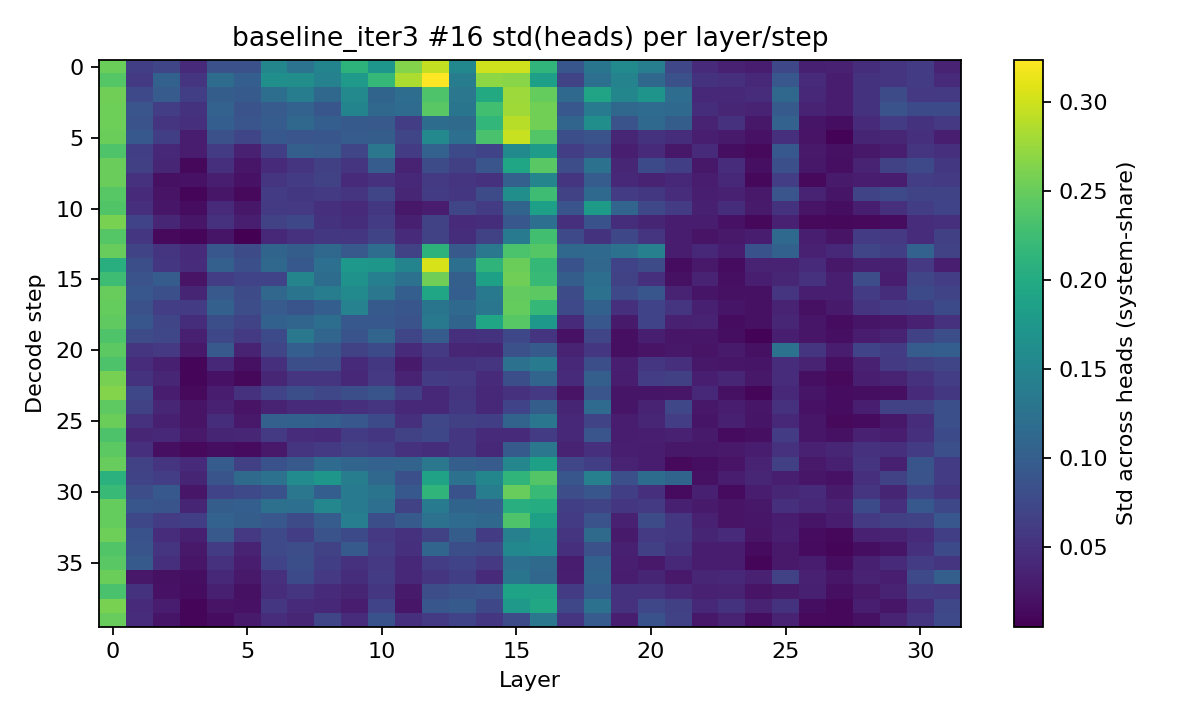 baseline_iter3 #16 std(heads) per layer/step
0
5
10
15
20
25
30
35
Decode step
0 5 10 15 20 25 30
Layer
0.30
0.25
0.20
0.15
0.10
0.05
Std across heads (system-share)